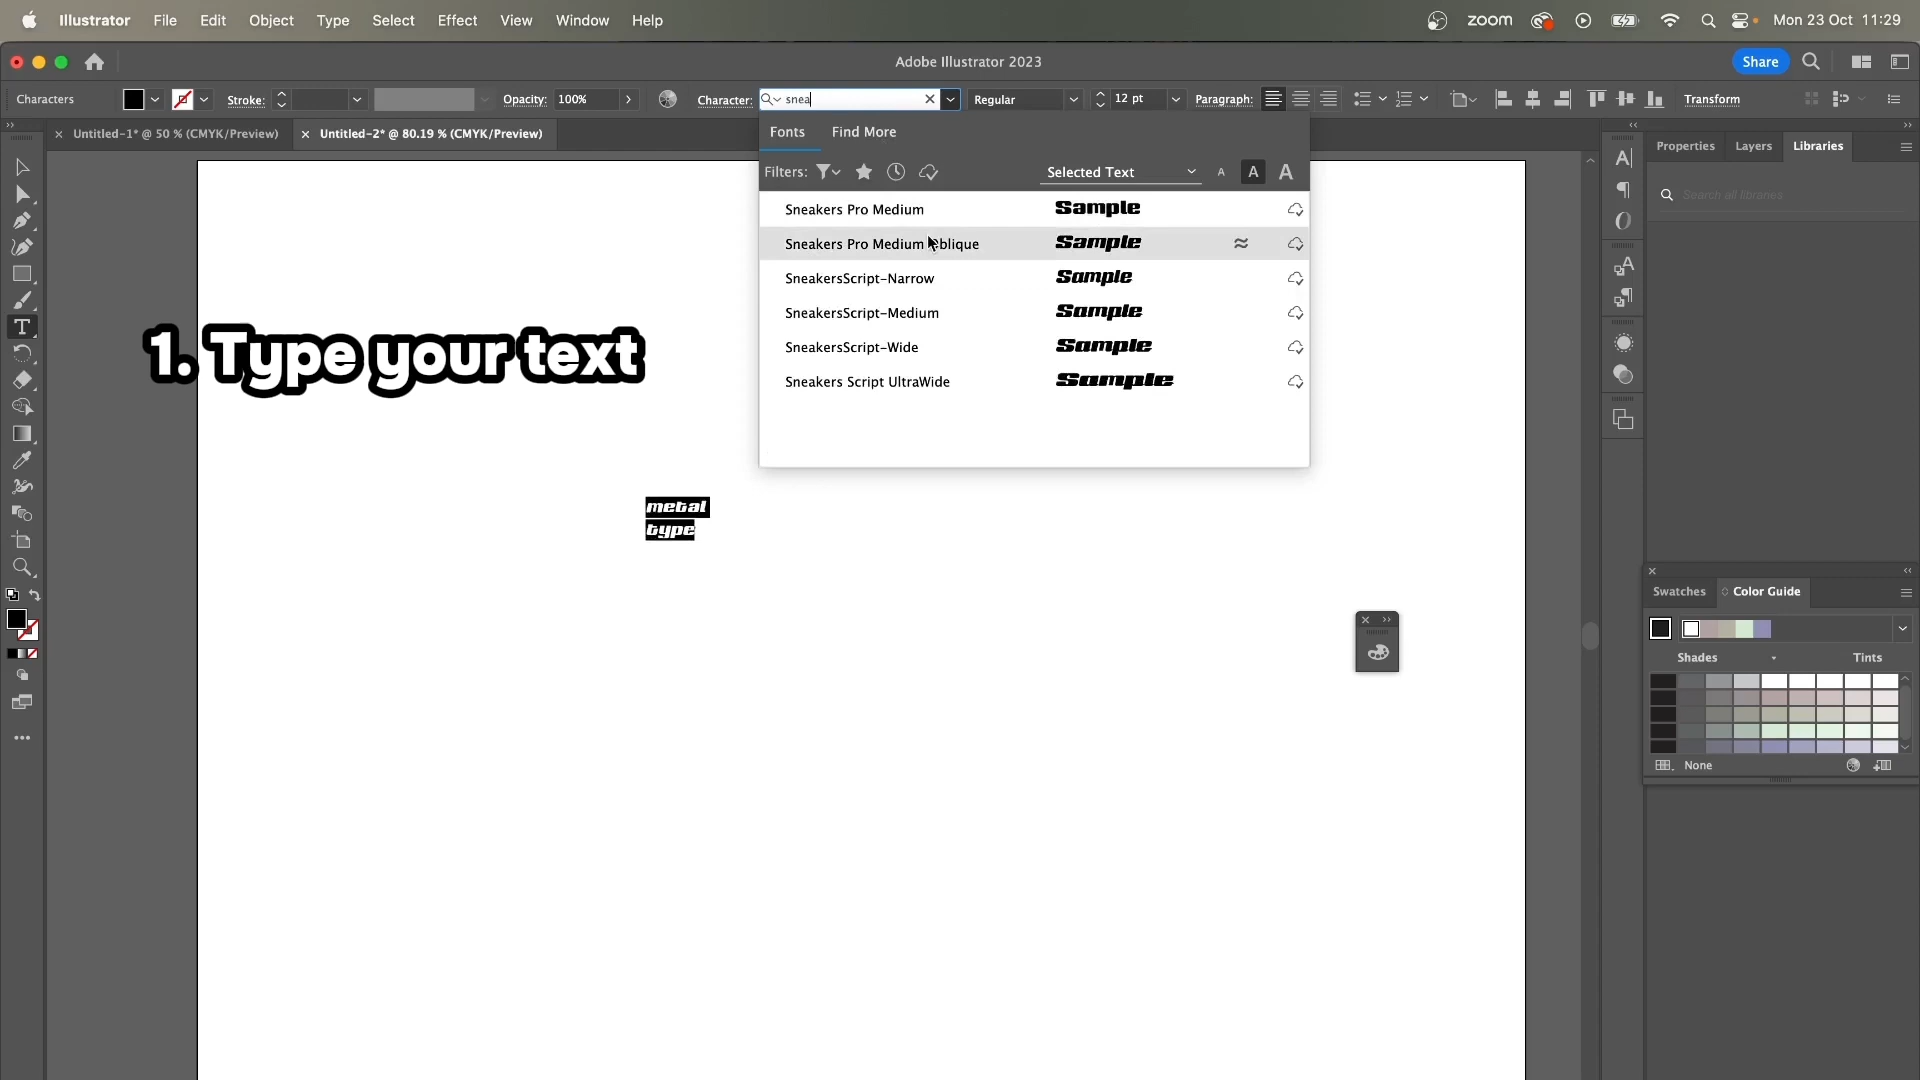 Illustrator File Edit Object Type Select Effect View Window Help zoom Mon 23 Oct 11:29
Adobe Illustrator 2023 Share
Characters Stroke: Opacity: 100% Character: snea Regular 12 pt Paragraph: Transform
Untitled-1* @ 50 % (CMYK/Preview) Untitled-2* @ 80.19 % (CMYK/Preview)
Fonts Find More
Properties Layers Libraries
Filters: Selected Text A A A
Search all libraries
Sneakers Pro Medium Sample
Sneakers Pro Medium Oblique Sample
SneakersScript-Narrow Sample
SneakersScript-Medium Sample
SneakersScript-Wide Sample
Sneakers Script UltraWide Sample
1. Type your text
metal
type
Swatches Color Guide
Shades Tints
None